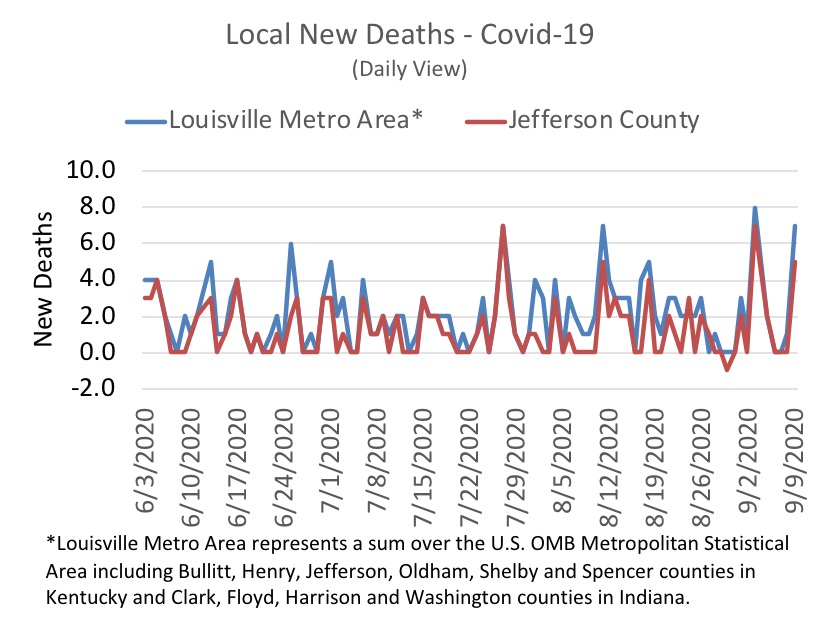 Local New Deaths - Covid-19
(Daily View)
Louisville Metro Area*
Jefferson County
10.0
8.0
6.0
4.0
2.0
0.0
-2.0
New Deaths
6/3/2020
6/10/2020
6/17/2020
6/24/2020
7/1/2020
7/8/2020
7/15/2020
7/22/2020
7/29/2020
8/5/2020
8/12/2020
8/19/2020
8/26/2020
9/2/2020
9/9/2020
*Louisville Metro Area represents a sum over the U.S. OMB Metropolitan Statistical
Area including Bullitt, Henry, Jefferson, Oldham, Shelby and Spencer counties in
Kentucky and Clark, Floyd, Harrison and Washington counties in Indiana.